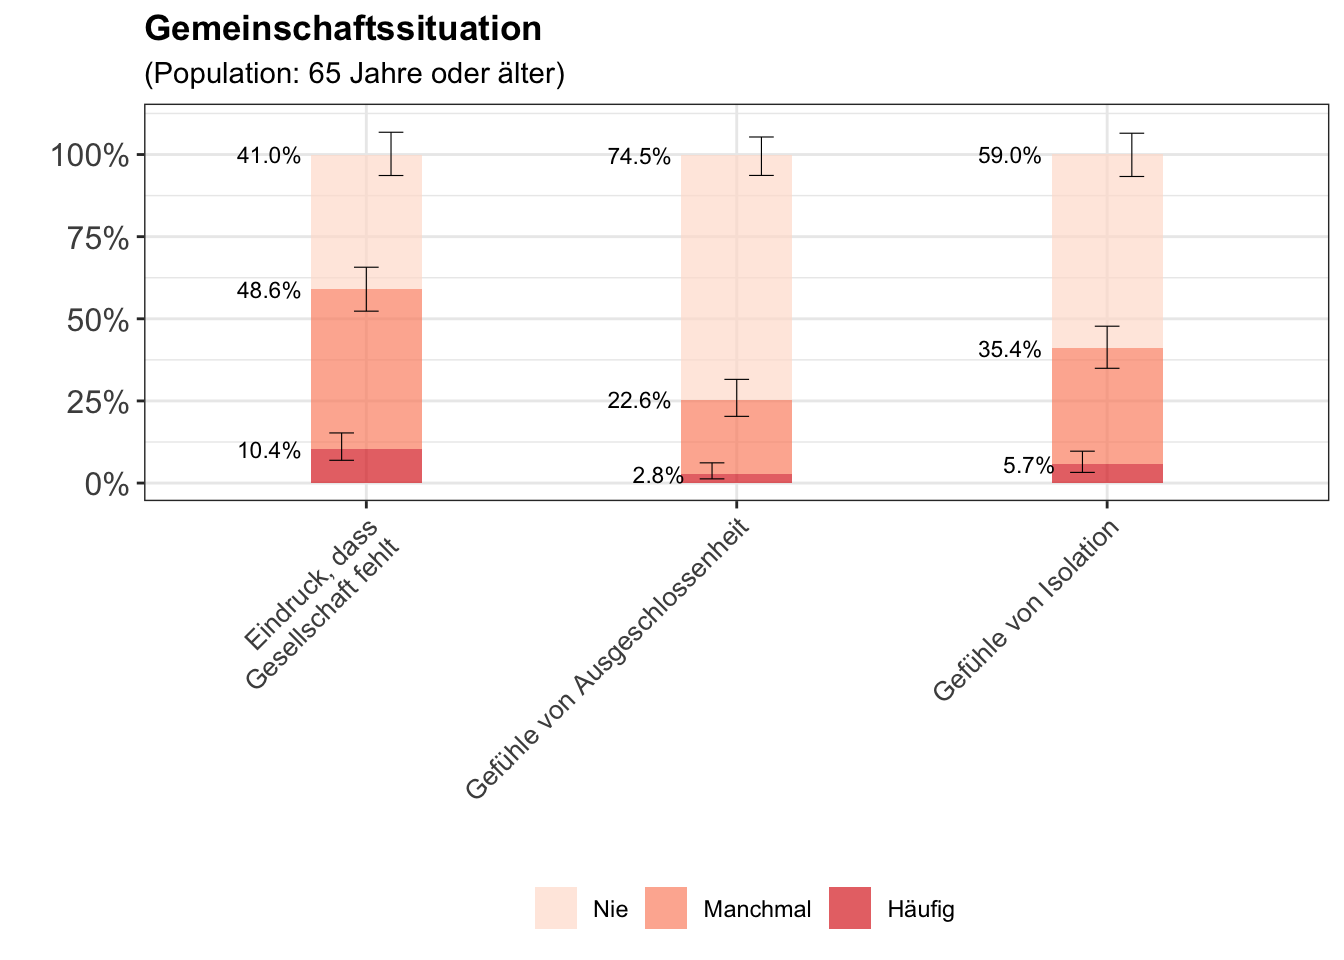 Gemeinschaftssituation
(Population: 65 Jahre oder älter)
100%
75%
50%
25%
0%
41.0%
48.6%
10.4%
74.5%
22.6%
2.8%
59.0%
35.4%
5.7%
Eindruck, dass
Gesellschaft fehlt
Gefühle von Ausgeschlossenheit
Gefühle von Isolation
Nie
Manchmal
Häufig